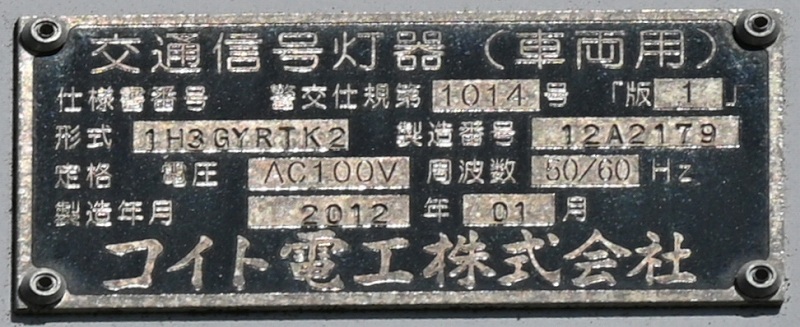 交通信号灯器（車両用）
仕様書番号 警交仕規第 1014 号 「版 1」
形式 1H3GYRTK2 製造番号 12A2179
定格 電圧 AC100V 周波数 50/60 Hz
製造年月 2012 年 01 月
コイト電工株式会社